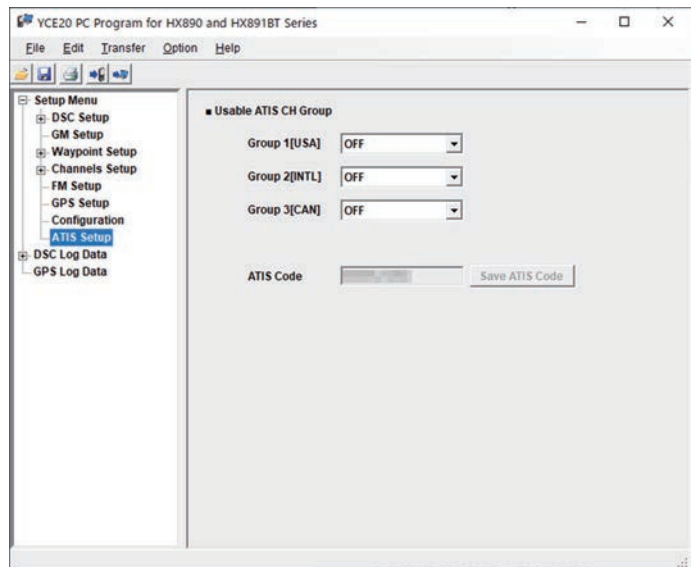 YCE20 PC Program for HX890 and HX891BT Series
File Edit Transfer Option Help
Setup Menu
DSC Setup
GM Setup
Waypoint Setup
Channels Setup
FM Setup
GPS Setup
Configuration
ATIS Setup
DSC Log Data
GPS Log Data
Usable ATIS CH Group
Group 1[USA] OFF
Group 2[INTL] OFF
Group 3[CAN] OFF
ATIS Code Save ATIS Code